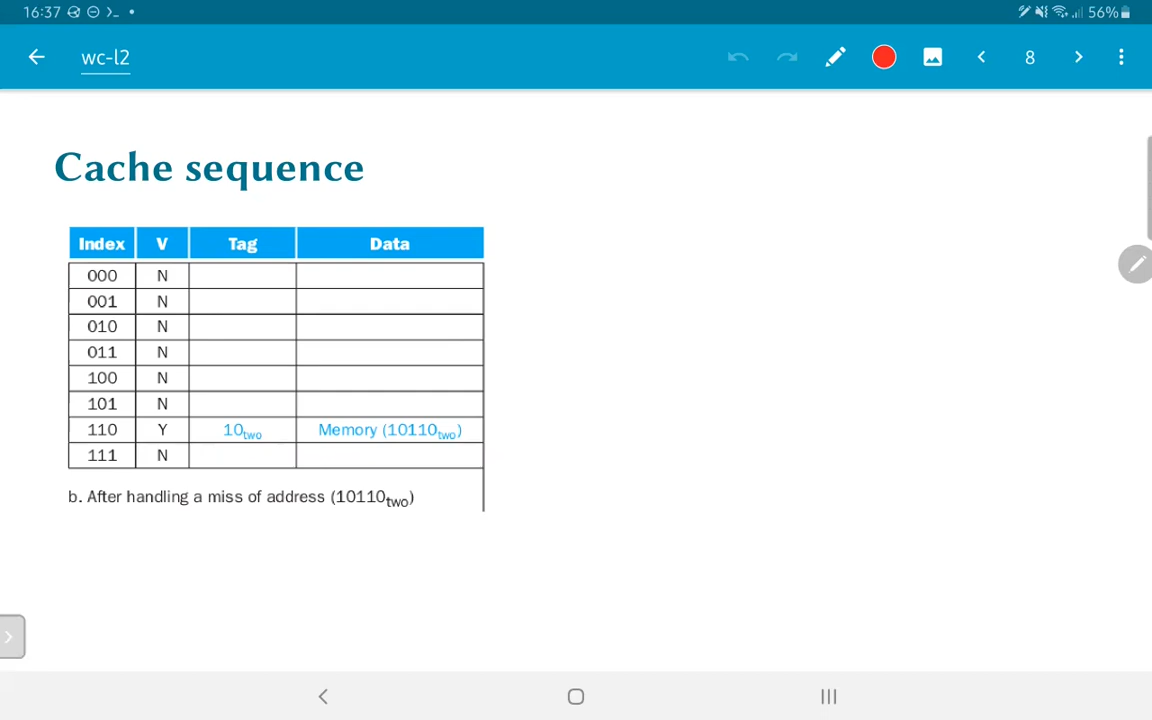 16:37 56%
wc-l2 8
Cache sequence
Index V Tag Data
000 N
001 N
010 N
011 N
100 N
101 N
110 Y 10two Memory (10110two)
111 N
b. After handling a miss of address (10110two)